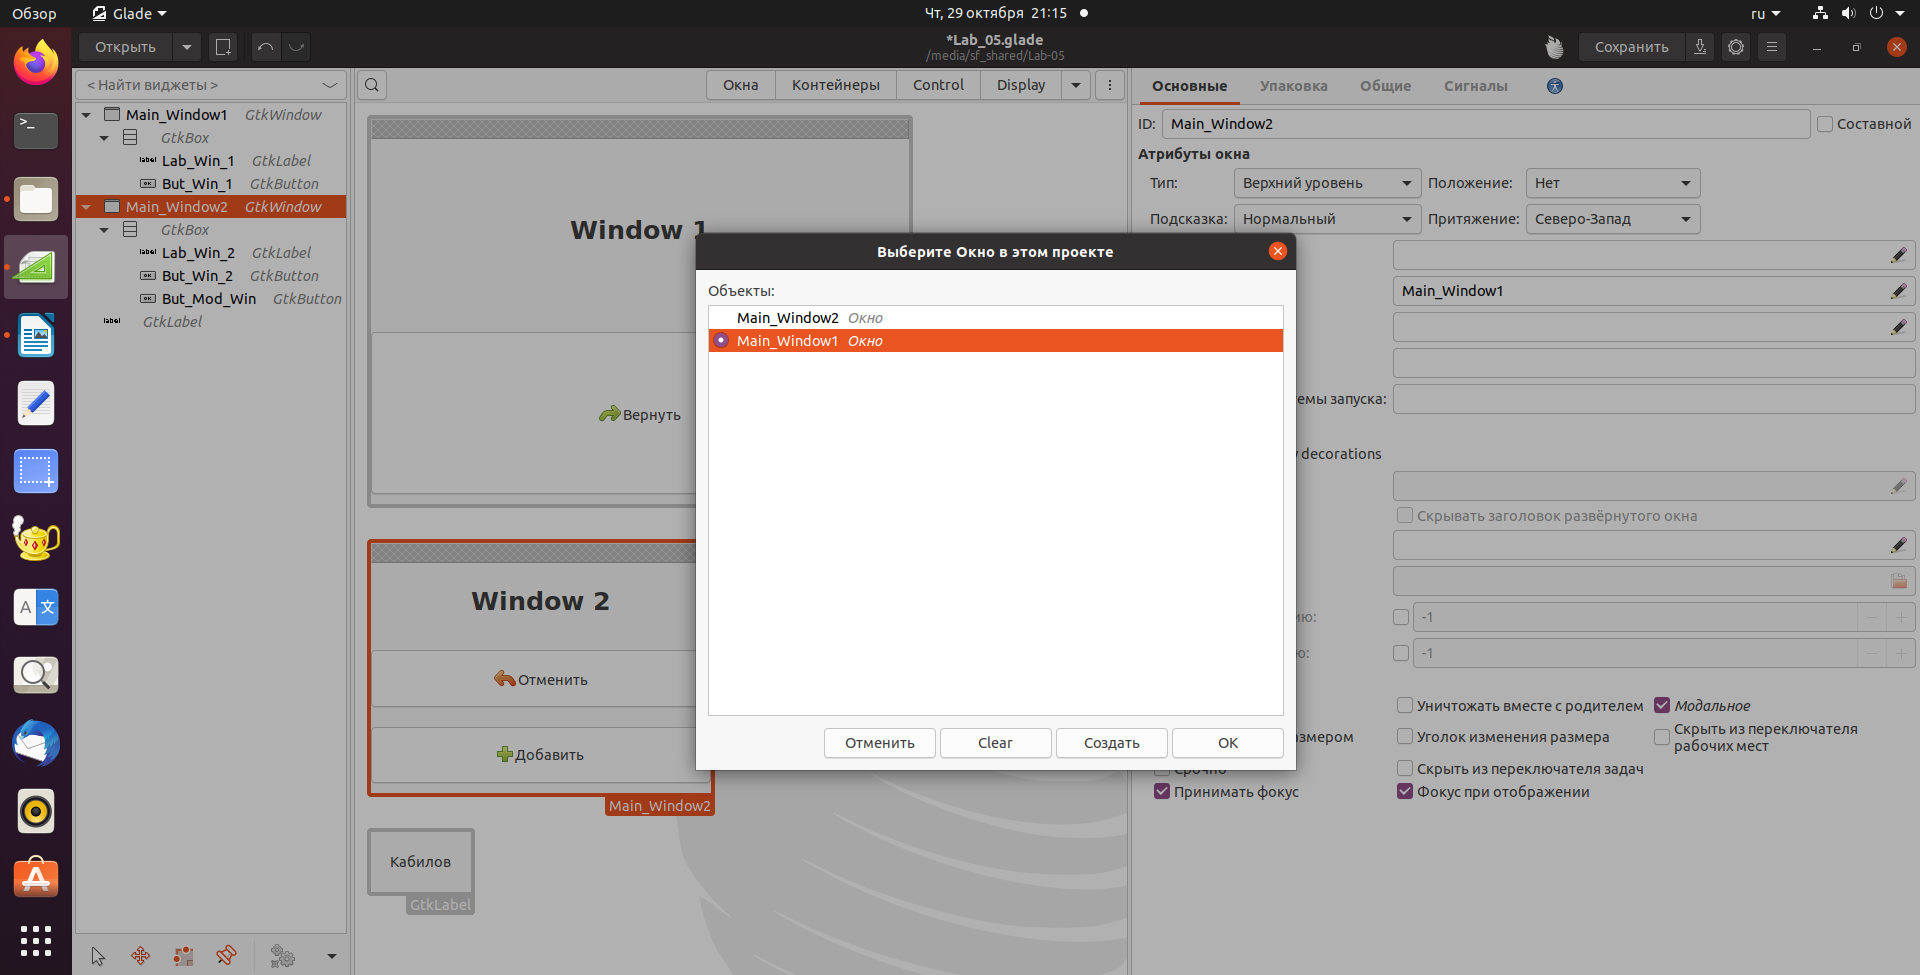 Обзор
Glade
Чт, 29 октября 21:15
ru
Открыть
*Lab_05.glade
/media/sf_shared/Lab-05
Сохранить
< Найти виджеты >
Main_Window1 GtkWindow
GtkBox
label Lab_Win_1 GtkLabel
OK But_Win_1 GtkButton
Main_Window2 GtkWindow
GtkBox
label Lab_Win_2 GtkLabel
OK But_Win_2 GtkButton
OK But_Mod_Win GtkButton
label GtkLabel
Окна
Контейнеры
Control
Display
Window 1
Вернуть
Window 2
Отменить
Добавить
Main_Window2
Кабилов
GtkLabel
Выберите Окно в этом проекте
Объекты:
Main_Window2 Окно
Main_Window1 Окно
Отменить
Clear
Создать
OK
Основные
Упаковка
Общие
Сигналы
ID: Main_Window2
Составной
Атрибуты окна
Тип: Верхний уровень
Положение: Нет
Подсказка: Нормальный
Притяжение: Северо-Запад
Main_Window1
емы запуска:
decorations
Скрывать заголовок развёрнутого окна
ию: -1
ю: -1
Уничтожать вместе с родителем
Модальное
змером
Уголок изменения размера
Скрыть из переключателя
рабочих мест
Срочно
Скрыть из переключателя задач
Принимать фокус
Фокус при отображении